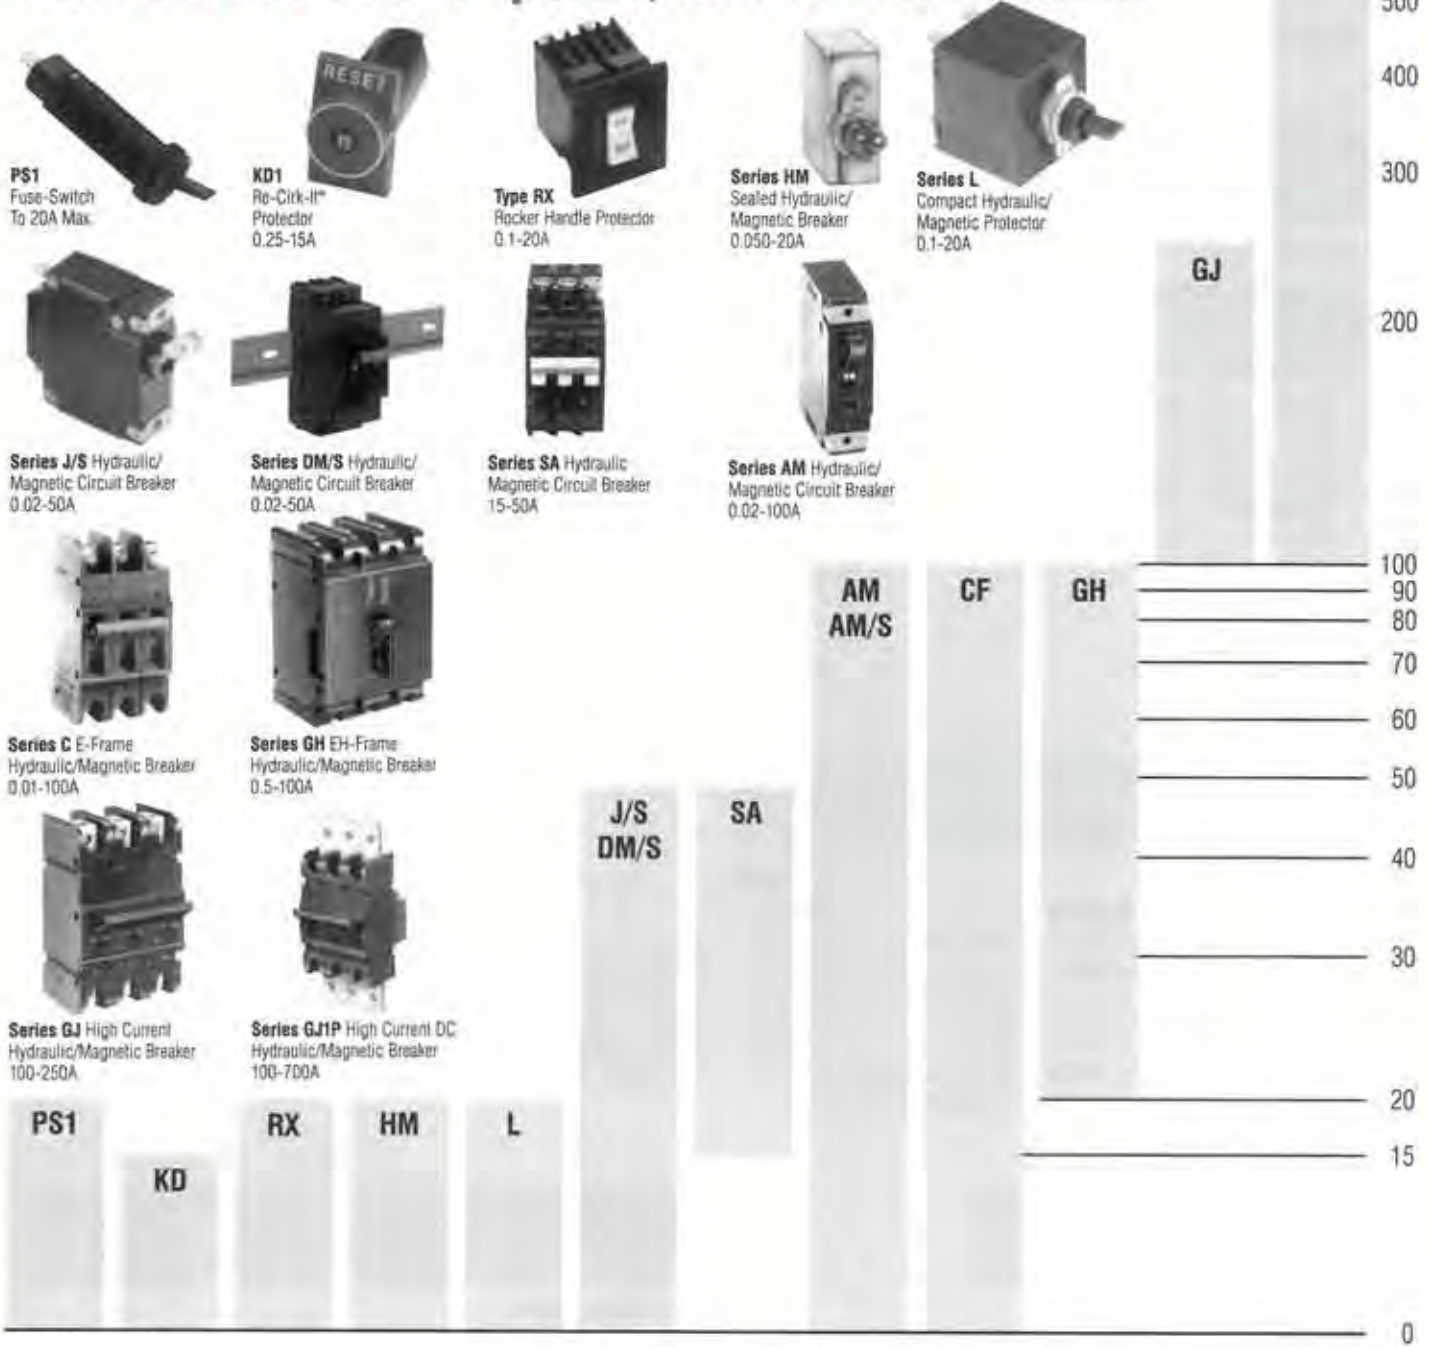 500
400
300
200
PS1
Fuse-Switch
To 20A Max.
KD1
Re-Cirk-It®
Protector
0.25-15A
RESET
Type RX
Rocker Handle Protector
0.1-20A
Series HM
Sealed Hydraulic/
Magnetic Breaker
0.050-20A
Series L
Compact Hydraulic/
Magnetic Protector
0.1-20A
Series J/S Hydraulic/
Magnetic Circuit Breaker
0.02-50A
Series DM/S Hydraulic/
Magnetic Circuit Breaker
0.02-50A
Series SA Hydraulic
Magnetic Circuit Breaker
15-50A
Series AM Hydraulic/
Magnetic Circuit Breaker
0.02-100A
GJ
Series C E-Frame
Hydraulic/Magnetic Breaker
0.01-100A
Series GH EH-Frame
Hydraulic/Magnetic Breaker
0.5-100A
Series GJ High Current
Hydraulic/Magnetic Breaker
100-250A
Series GJ1P High Current DC
Hydraulic/Magnetic Breaker
100-700A
AM
AM/S
CF
GH
100
90
80
70
60
50
40
30
20
15
0
J/S
DM/S
SA
PS1
KD
RX
HM
L